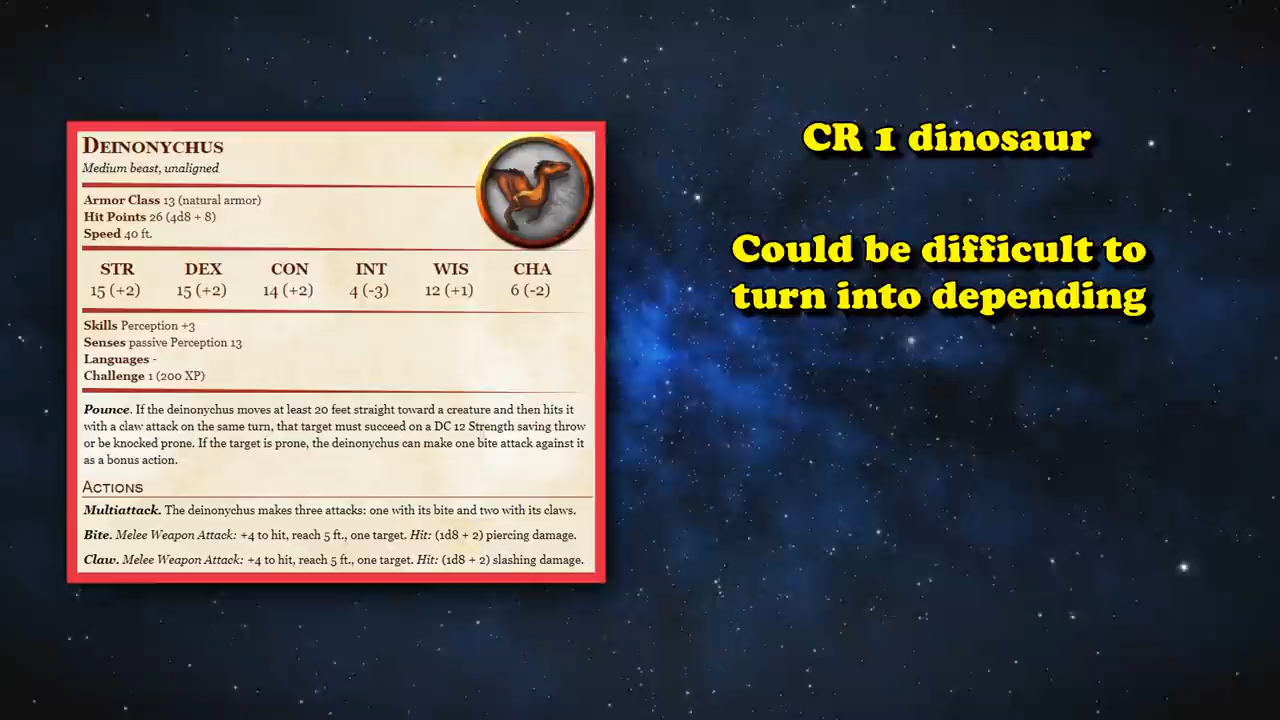 DEINONYCHUS
Medium beast, unaligned
Armor Class 13 (natural armor)
Hit Points 26 (4d8 + 8)
Speed 40 ft.
STR DEX CON INT WIS CHA
15 (+2) 15 (+2) 14 (+2) 4 (-3) 12 (+1) 6 (-2)
Skills Perception +3
Senses passive Perception 13
Languages -
Challenge 1 (200 XP)
Pounce. If the deinonychus moves at least 20 feet straight toward a creature and then hits it
with a claw attack on the same turn, that target must succeed on a DC 12 Strength saving throw
or be knocked prone. If the target is prone, the deinonychus can make one bite attack against it
as a bonus action.
ACTIONS
Multiattack. The deinonychus makes three attacks: one with its bite and two with its claws.
Bite. Melee Weapon Attack: +4 to hit, reach 5 ft., one target. Hit: (1d8 + 2) piercing damage.
Claw. Melee Weapon Attack: +4 to hit, reach 5 ft., one target. Hit: (1d8 + 2) slashing damage.
CR 1 dinosaur
Could be difficult to
turn into depending